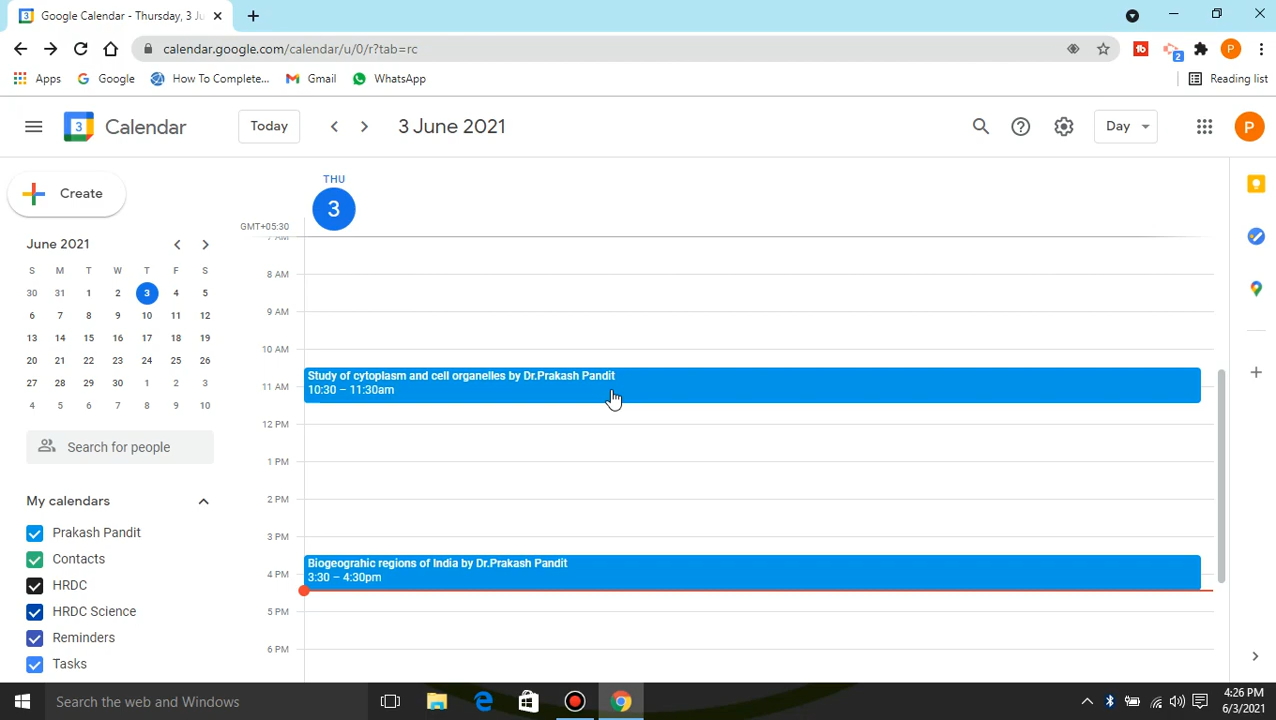 Google Calendar - Thursday, 3 Ju
calendar.google.com/calendar/u/0/r?tab=rc
Apps
Google
How To Complete...
Gmail
WhatsApp
Reading list
2
P
3
Calendar
Today
3 June 2021
Day
P
Create
June 2021
S M T W T F S
30 31 1 2 3 4 5
6 7 8 9 10 11 12
13 14 15 16 17 18 19
20 21 22 23 24 25 26
27 28 29 30 1 2 3
4 5 6 7 8 9 10
Search for people
My calendars
Prakash Pandit
Contacts
HRDC
HRDC Science
Reminders
Tasks
THU
3
GMT+05:30
7 AM
8 AM
9 AM
10 AM
Study of cytoplasm and cell organelles by Dr.Prakash Pandit
11 AM
10:30 – 11:30am
12 PM
1 PM
2 PM
3 PM
Biogeograhic regions of India by Dr.Prakash Pandit
4 PM
3:30 – 4:30pm
5 PM
6 PM
Search the web and Windows
4:26 PM
6/3/2021